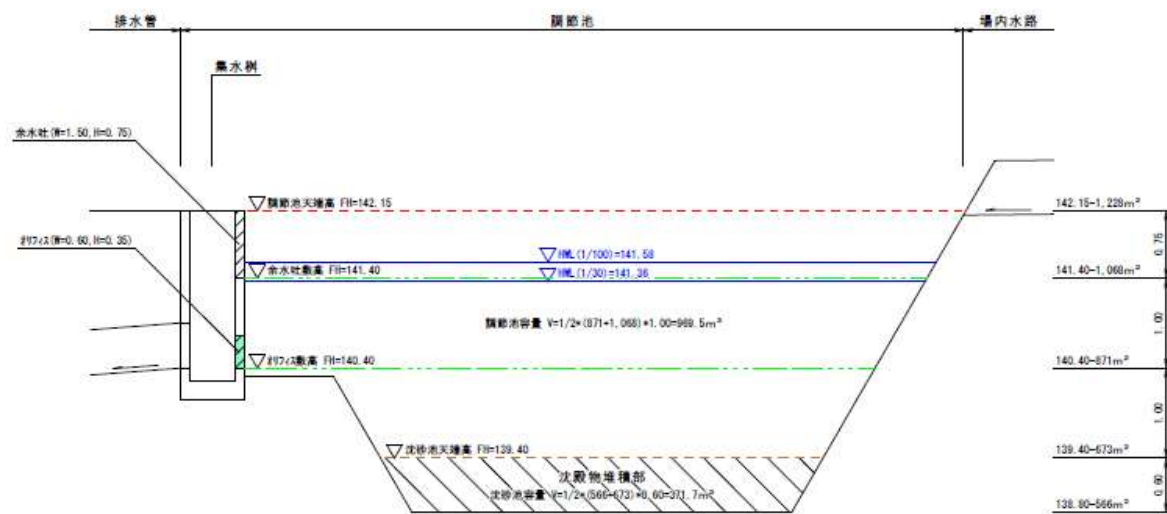 排水管
調節池
場内水路
集水桝
余水吐(W=1.50,H=0.75)
調節池天端高 FH=142.15
142.15-1,228m²
オリフィス(W=0.60,H=0.35)
HWL(1/100)=141.58
0.75
余水吐敷高 FH=141.40
HWL(1/30)=141.36
141.40-1,068m²
調節池容量 V=1/2*(871+1,068)*1.00=969.5m³
1.00
オリフィス敷高 FH=140.40
140.40-871m²
1.00
沈砂池天端高 FH=139.40
139.40-673m²
沈殿物堆積部
沈砂池容量 V=1/2*(566+673)*0.60=371.7m³
0.60
138.80-566m²